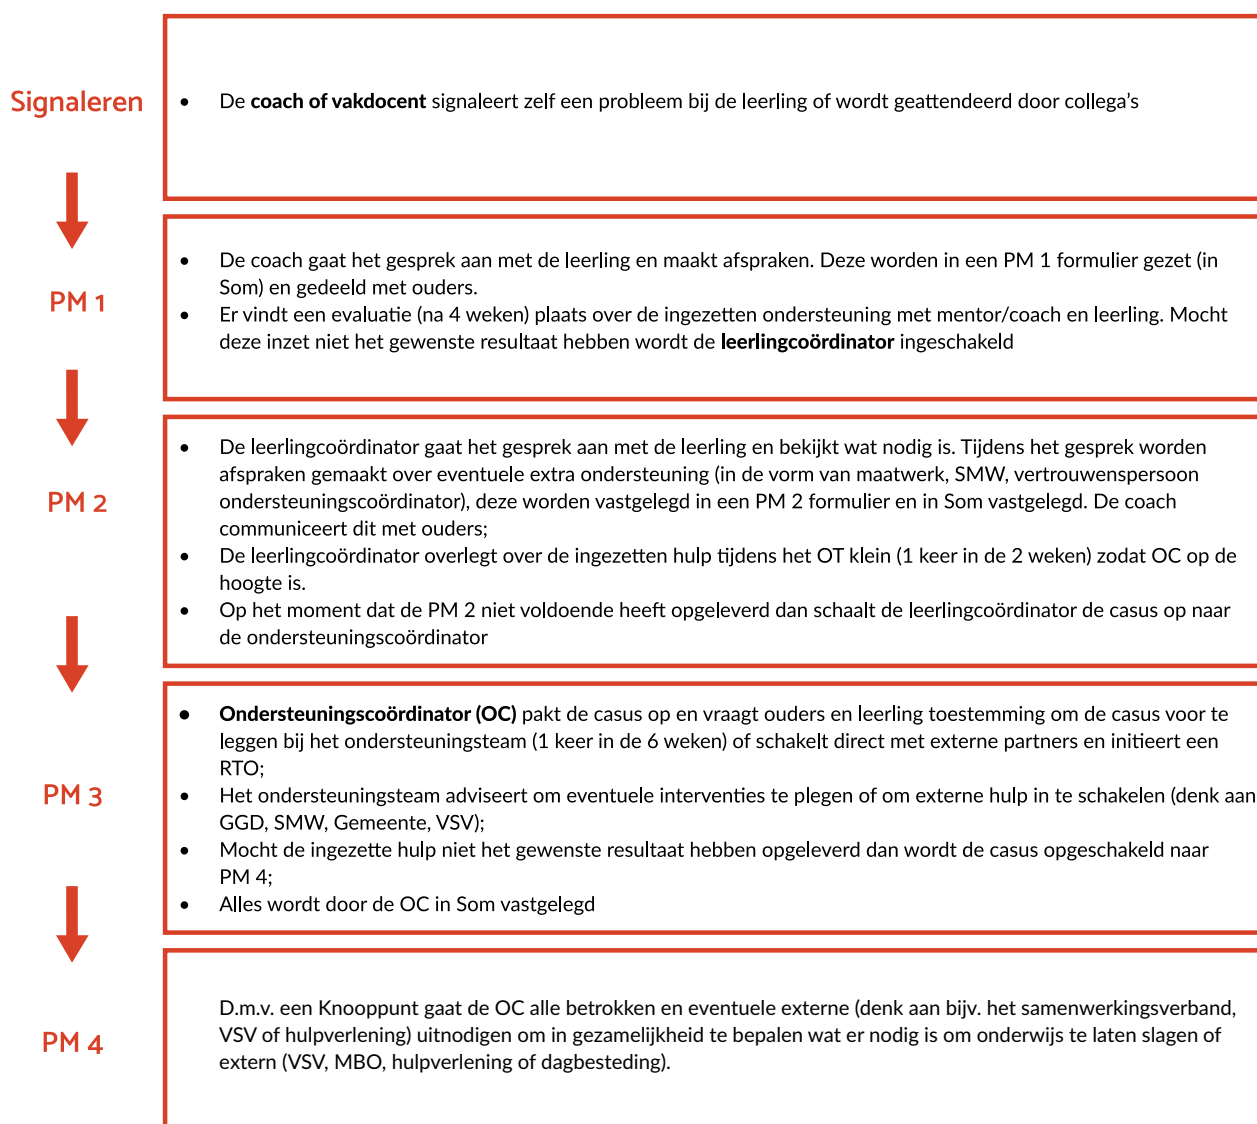 Signaleren
• De coach of vakdocent signaleert zelf een probleem bij de leerling of wordt geattendeerd door collega's
PM 1
• De coach gaat het gesprek aan met de leerling en maakt afspraken. Deze worden in een PM 1 formulier gezet (in
Som) en gedeeld met ouders.
• Er vindt een evaluatie (na 4 weken) plaats over de ingezetten ondersteuning met mentor/coach en leerling. Mocht
deze inzet niet het gewenste resultaat hebben wordt de leerlingcoördinator ingeschakeld
PM 2
• De leerlingcoördinator gaat het gesprek aan met de leerling en bekijkt wat nodig is. Tijdens het gesprek worden
afspraken gemaakt over eventuele extra ondersteuning (in de vorm van maatwerk, SMW, vertrouwenspersoon
ondersteuningscoördinator), deze worden vastgelegd in een PM 2 formulier en in Som vastgelegd. De coach
communiceert dit met ouders;
• De leerlingcoördinator overlegt over de ingezetten hulp tijdens het OT klein (1 keer in de 2 weken) zodat OC op de
hoogte is.
• Op het moment dat de PM 2 niet voldoende heeft opgeleverd dan schaalt de leerlingcoördinator de casus op naar
de ondersteuningscoördinator
PM 3
• Ondersteuningscoördinator (OC) pakt de casus op en vraagt ouders en leerling toestemming om de casus voor te
leggen bij het ondersteuningsteam (1 keer in de 6 weken) of schakelt direct met externe partners en initieert een
RTO;
• Het ondersteuningsteam adviseert om eventuele interventies te plegen of om externe hulp in te schakelen (denk aan
GGD, SMW, Gemeente, VSV);
• Mocht de ingezette hulp niet het gewenste resultaat hebben opgeleverd dan wordt de casus opgeschakeld naar
PM 4;
• Alles wordt door de OC in Som vastgelegd
PM 4
D.m.v. een Knooppunt gaat de OC alle betrokken en eventuele externe (denk aan bijv. het samenwerkingsverband,
VSV of hulpverlening) uitnodigen om in gezamelijkheid te bepalen wat er nodig is om onderwijs te laten slagen of
extern (VSV, MBO, hulpverlening of dagbesteding).